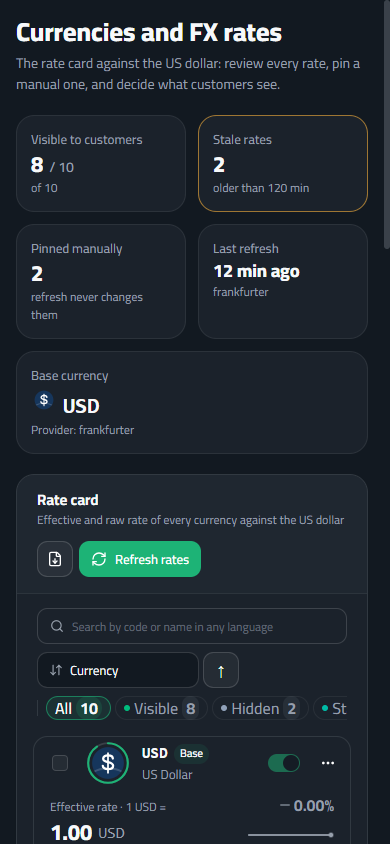 Currencies and FX rates
The rate card against the US dollar: review every rate, pin a
manual one, and decide what customers see.
Visible to customers
8 / 10
of 10
Stale rates
2
older than 120 min
Pinned manually
2
refresh never changes
them
Last refresh
12 min ago
frankfurter
Base currency
$ USD
Provider: frankfurter
Rate card
Effective and raw rate of every currency against the US dollar
Refresh rates
Search by code or name in any language
Currency
All 10 Visible 8 Hidden 2 St
$ USD Base
US Dollar
Effective rate · 1 USD =
— 0.00%
1.00 USD